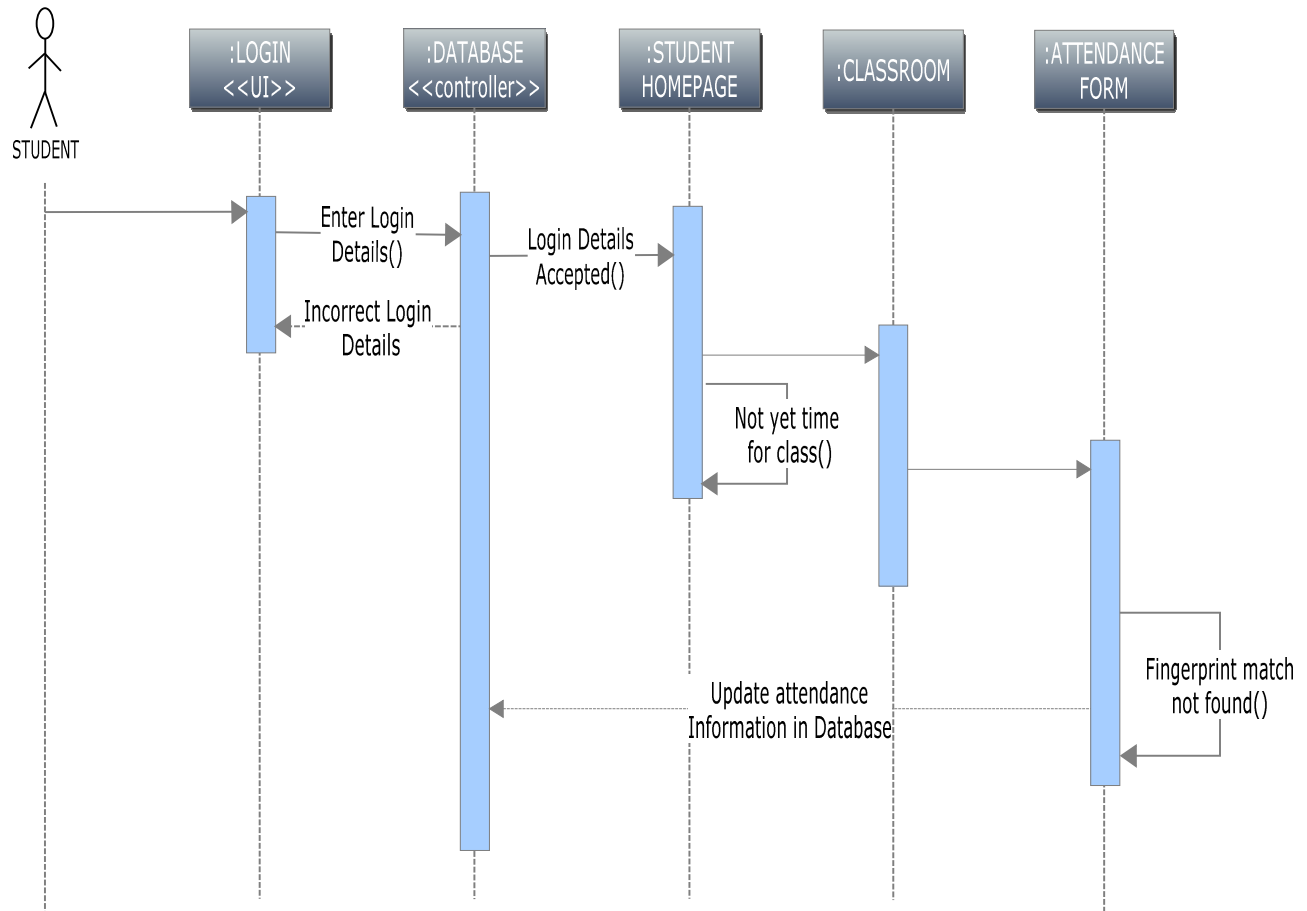 STUDENT
:LOGIN
<<UI>>
:DATABASE
<<controller>>
:STUDENT
HOMEPAGE
:CLASSROOM
:ATTENDANCE
FORM
Enter Login
Details()
Login Details
Accepted()
Incorrect Login
Details
Not yet time
for class()
Fingerprint match
not found()
Update attendance
Information in Database